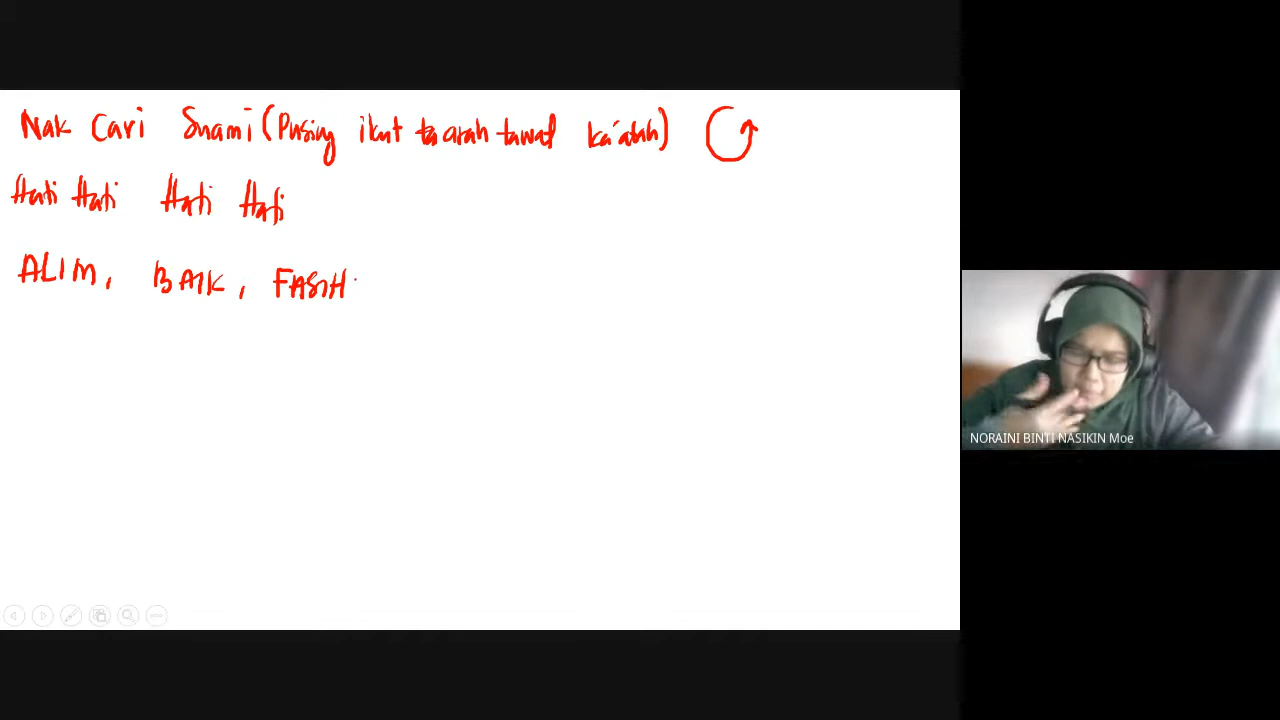 Nak Cari Suami (Pusing ikut arah tawaf ka'abah)
Hati Hati Hati Hati
ALIM, BAIK, FASIH
NORAINI BINTI NASIKIN Moe